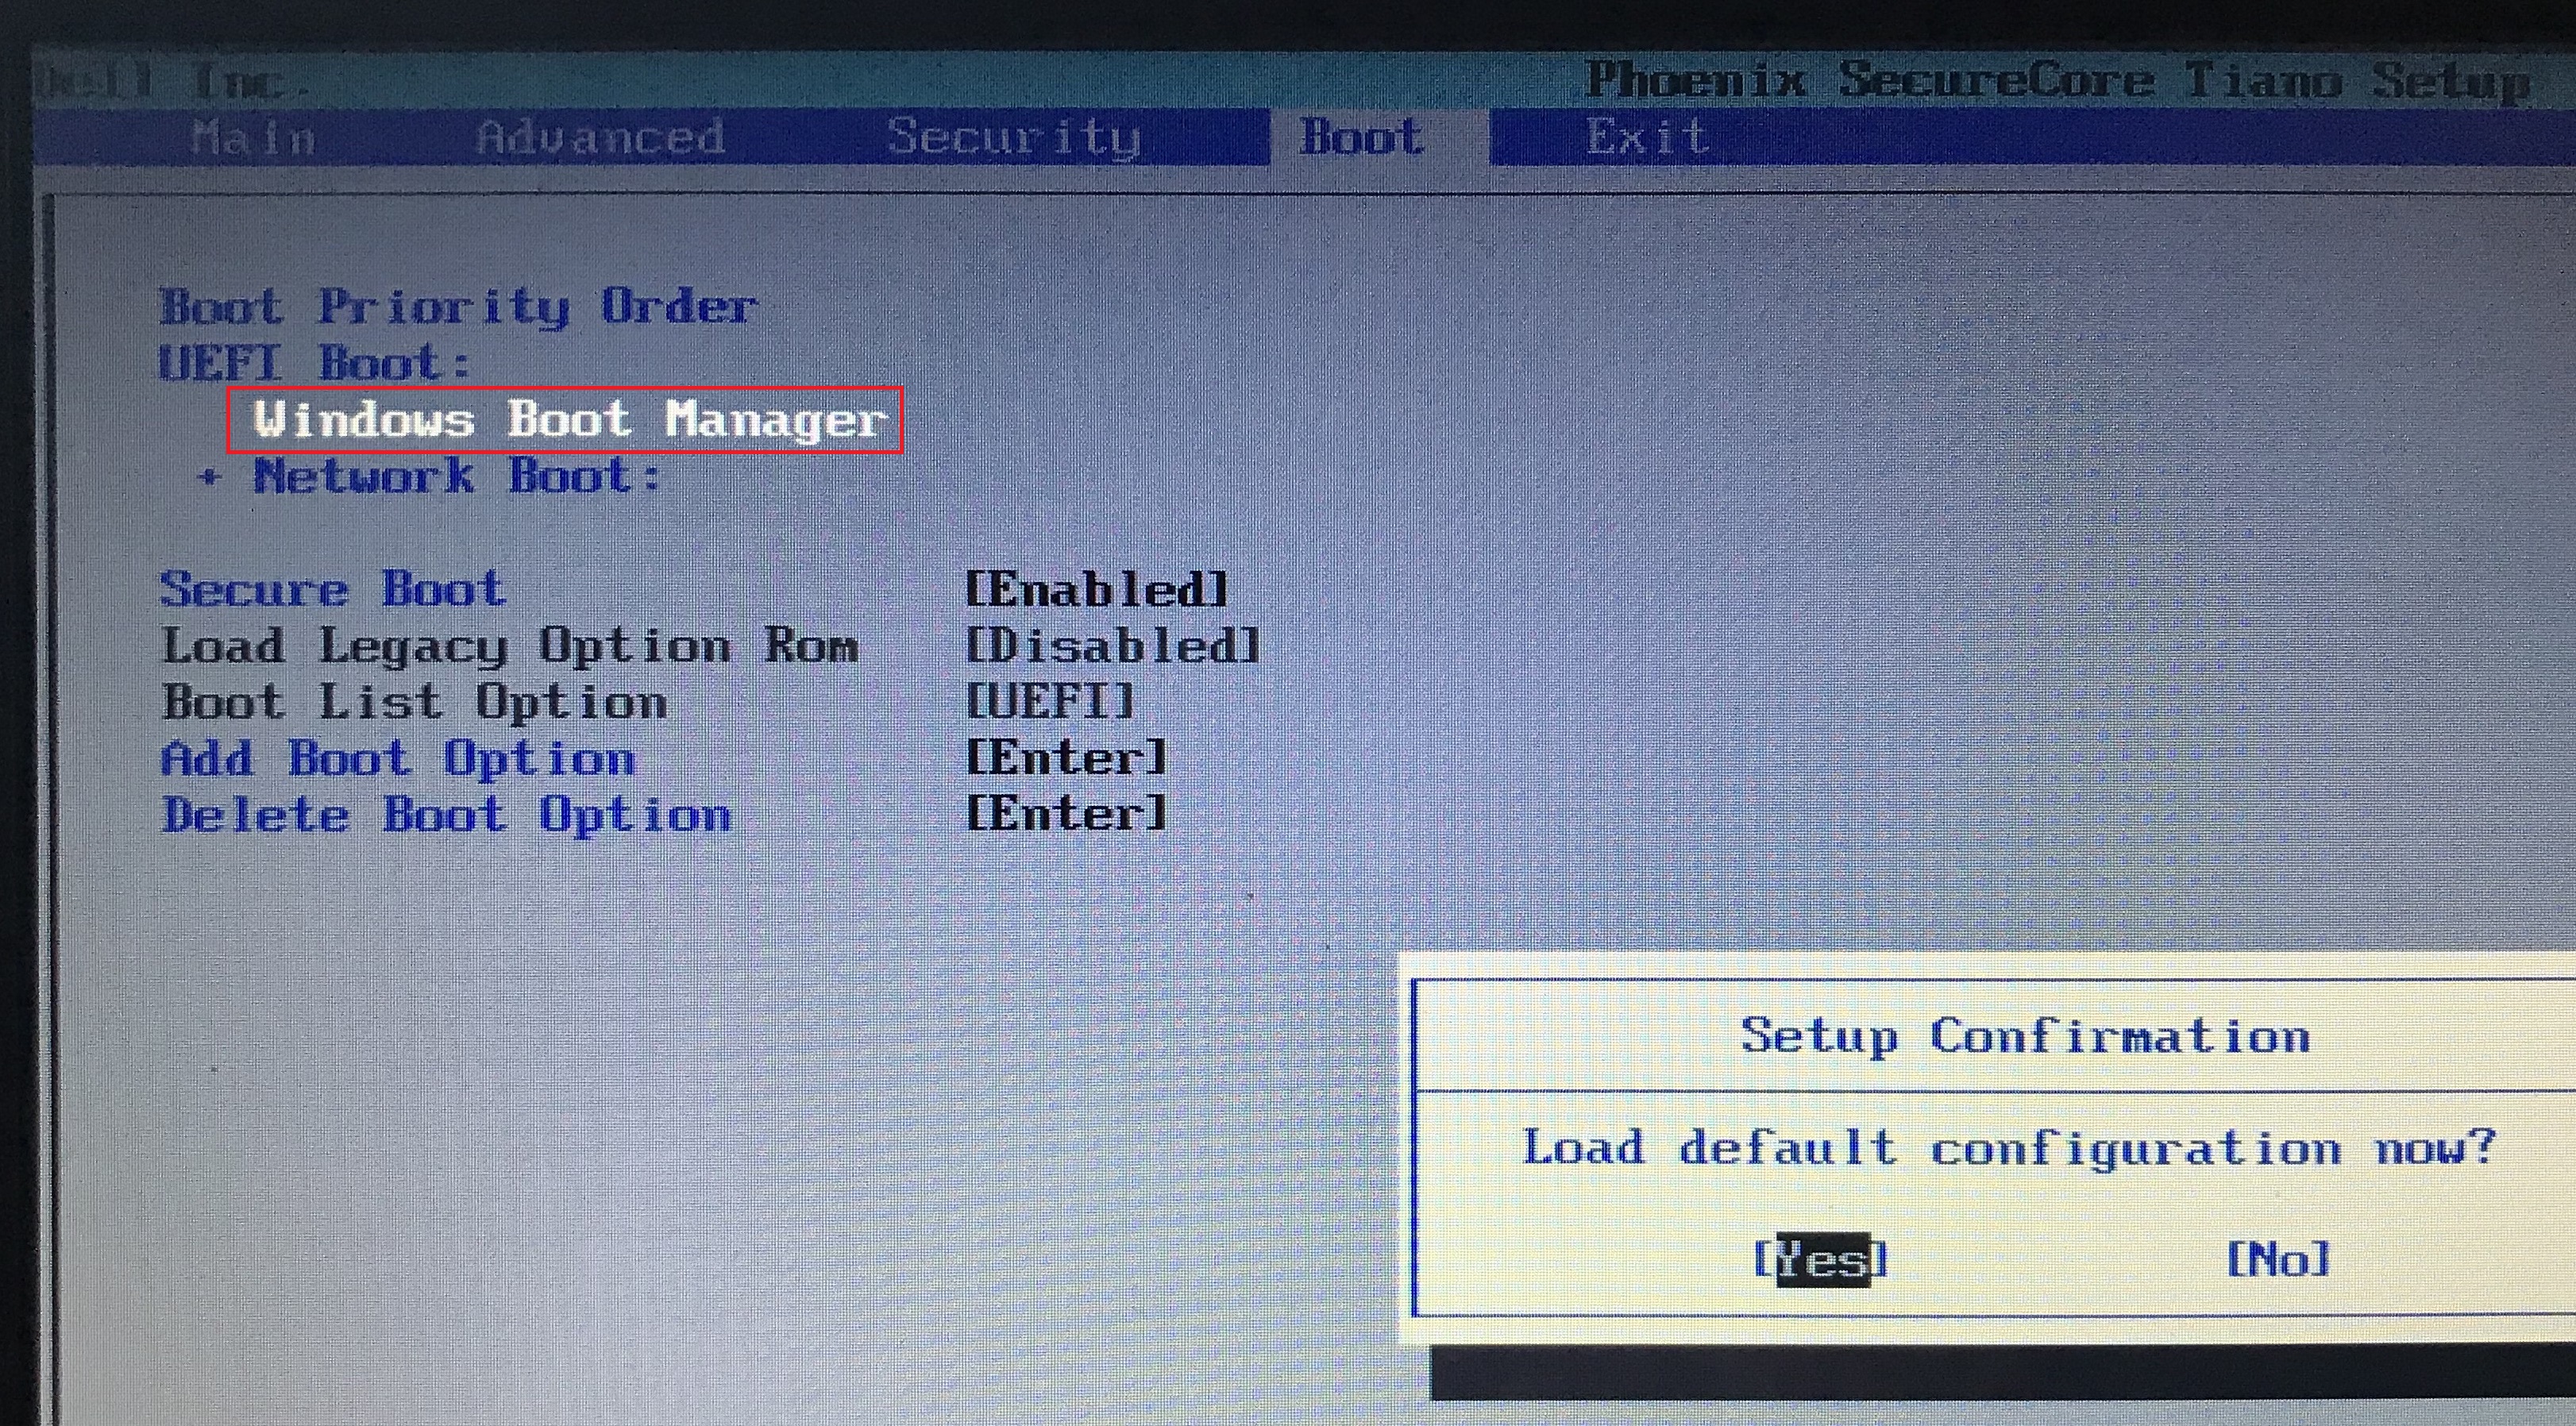 Dell Inc.
Phoenix SecureCore Tiano Setup
Main Advanced Security Boot Exit
Boot Priority Order
UEFI Boot:
Windows Boot Manager
+ Network Boot:
Secure Boot [Enabled]
Load Legacy Option Rom [Disabled]
Boot List Option [UEFI]
Add Boot Option [Enter]
Delete Boot Option [Enter]
Setup Confirmation
Load default configuration now?
[Yes] [No]